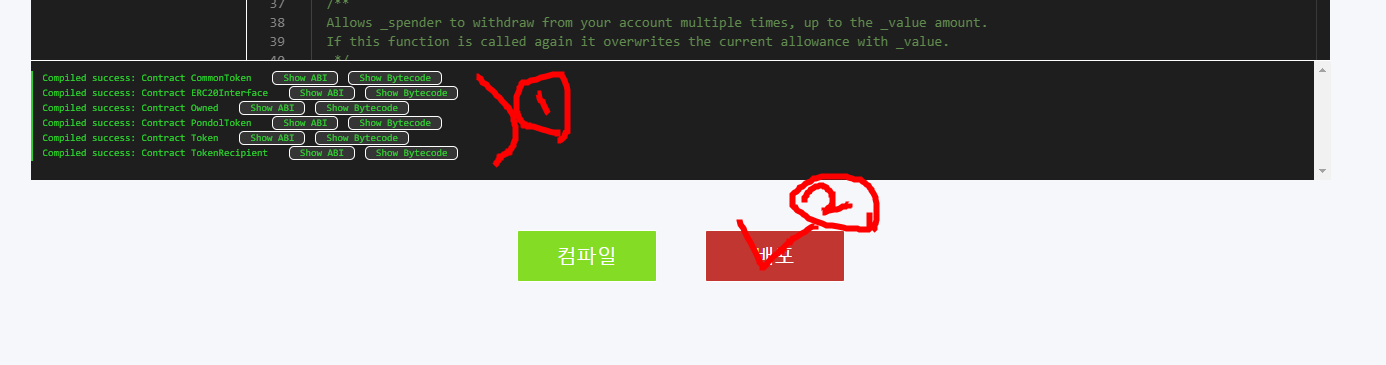 37 /**
38 Allows _spender to withdraw from your account multiple times, up to the _value amount.
39 If this function is called again it overwrites the current allowance with _value.
40 */
Compiled success: Contract CommonToken Show ABI Show Bytecode
Compiled success: Contract ERC20Interface Show ABI Show Bytecode
Compiled success: Contract Owned Show ABI Show Bytecode
Compiled success: Contract PondolToken Show ABI Show Bytecode
Compiled success: Contract Token Show ABI Show Bytecode
Compiled success: Contract TokenRecipient Show ABI Show Bytecode
1
2
컴파일 배포